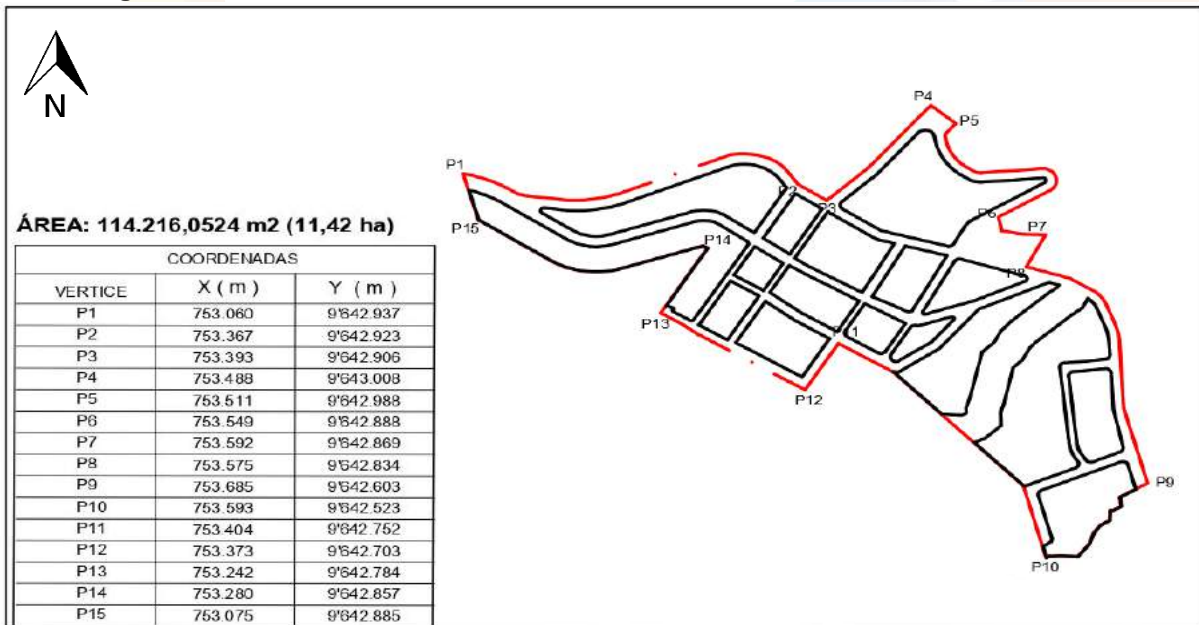 N
ÁREA: 114.216,0524 m2 (11,42 ha)
COORDENADAS
VERTICE X ( m ) Y ( m )
P1 753.060 9'642.937
P2 753.367 9'642.923
P3 753.393 9'642.906
P4 753.488 9'643.008
P5 753.511 9'642.988
P6 753.549 9'642.888
P7 753.592 9'642.869
P8 753.575 9'642.834
P9 753.685 9'642.603
P10 753.593 9'642.523
P11 753.404 9'642.752
P12 753.373 9'642.703
P13 753.242 9'642.784
P14 753.280 9'642.857
P15 753.075 9'642.885
P4
P5
P1
P2
P3
P6
P7
P15
P14
P8
P13
P11
P12
P9
P10